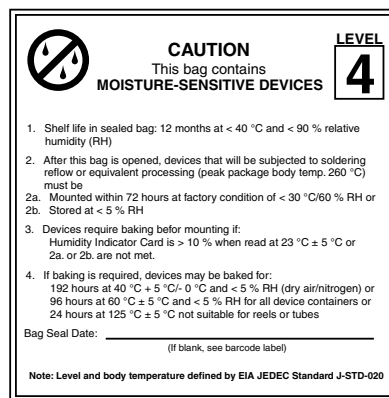 CAUTION
This bag contains
MOISTURE-SENSITIVE DEVICES
LEVEL
4
1. Shelf life in sealed bag: 12 months at < 40 °C and < 90 % relative
humidity (RH)
2. After this bag is opened, devices that will be subjected to soldering
reflow or equivalent processing (peak package body temp. 260 °C)
must be
2a. Mounted within 72 hours at factory condition of < 30 °C/60 % RH or
2b. Stored at < 5 % RH
3. Devices require baking befor mounting if:
Humidity Indicator Card is > 10 % when read at 23 °C ± 5 °C or
2a. or 2b. are not met.
4. If baking is required, devices may be baked for:
192 hours at 40 °C + 5 °C/- 0 °C and < 5 % RH (dry air/nitrogen) or
96 hours at 60 °C ± 5 °C and < 5 % RH for all device containers or
24 hours at 125 °C ± 5 °C not suitable for reels or tubes
Bag Seal Date:
(If blank, see barcode label)
Note: Level and body temperature defined by EIA JEDEC Standard J-STD-020